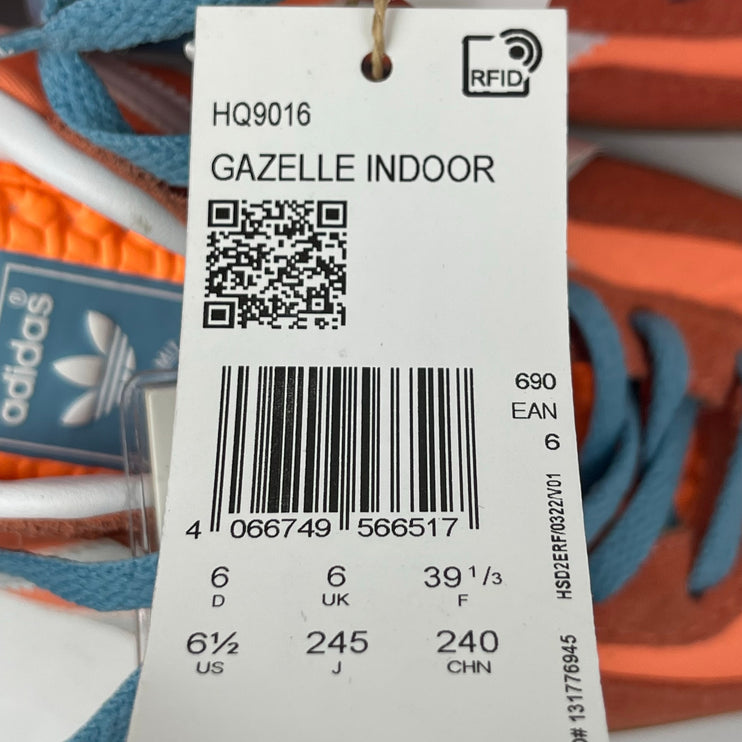 RFID
HQ9016
GAZELLE INDOOR
690
EAN
6
4 066749 566517
6 6 39 1/3
D UK F
6½ 245 240
US J CHN
HSD2ERF/0322/V01
0# 131776945
adidas®